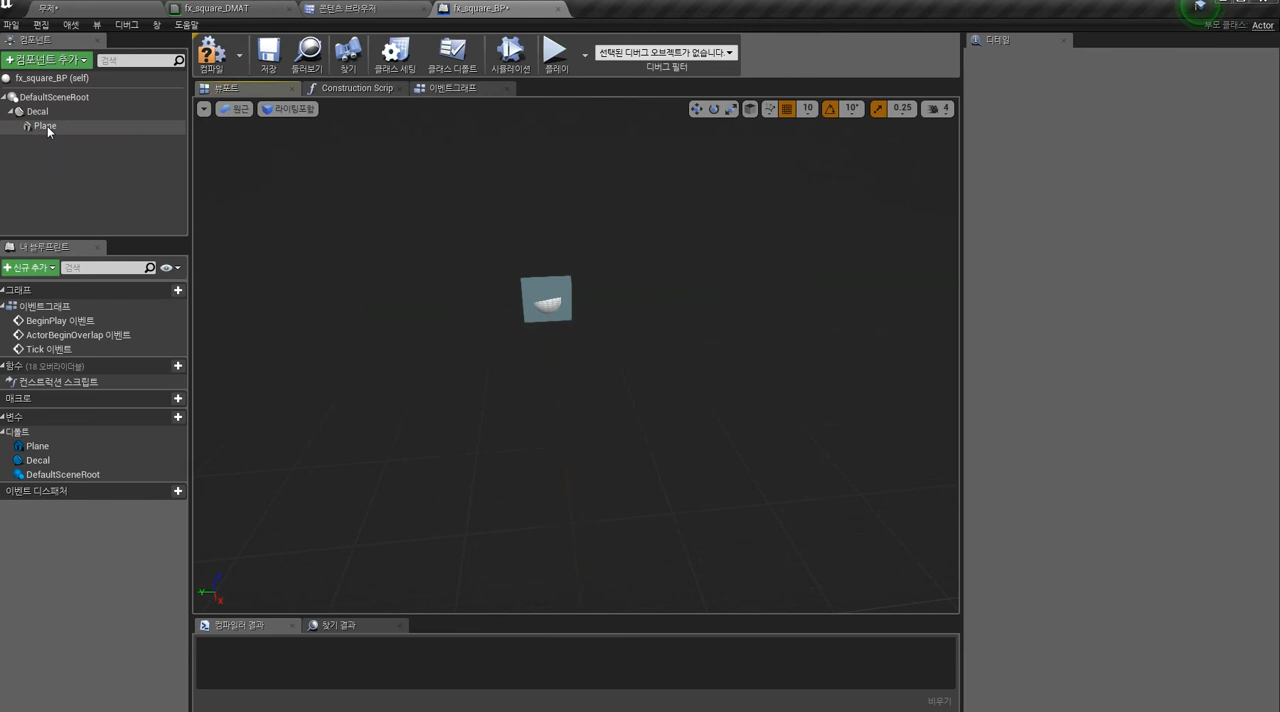 무제*
fx_square_DMAT
콘텐츠 브라우저
fx_square_BP*
파일 편집 애셋 뷰 디버그 창 도움말
부모 클래스: Actor
컴포넌트
디테일
+컴포넌트 추가
검색
fx_square_BP (self)
DefaultSceneRoot
Decal
Plane
컴파일
저장
둘러보기
찾기
클래스 세팅
클래스 디폴트
시뮬레이션
플레이
선택된 디버그 오브젝트가 없습니다.
디버그 필터
뷰포트
Construction Scrip
이벤트그래프
원근
라이팅포함
10
10°
0.25
4
내 블루프린트
+신규 추가
검색
그래프
이벤트그래프
BeginPlay 이벤트
ActorBeginOverlap 이벤트
Tick 이벤트
함수 (18 오버라이더블)
컨스트럭션 스크립트
매크로
변수
디폴트
Plane
Decal
DefaultSceneRoot
이벤트 디스패처
Z
Y
X
컴파일러 결과
찾기 결과
비우기